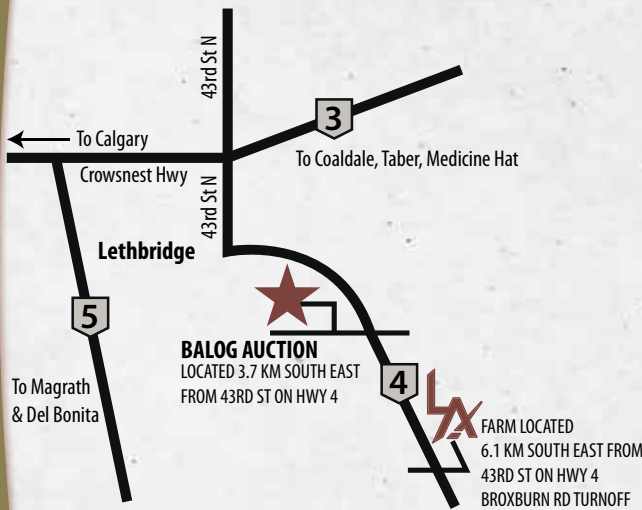 43rd St N
3
To Calgary
To Coaldale, Taber, Medicine Hat
Crowsnest Hwy
43rd St N
Lethbridge
5
BALOG AUCTION
LOCATED 3.7 KM SOUTH EAST
FROM 43RD ST ON HWY 4
4
To Magrath
& Del Bonita
LAX
FARM LOCATED
6.1 KM SOUTH EAST FROM
43RD ST ON HWY 4
BROXBURN RD TURNOFF